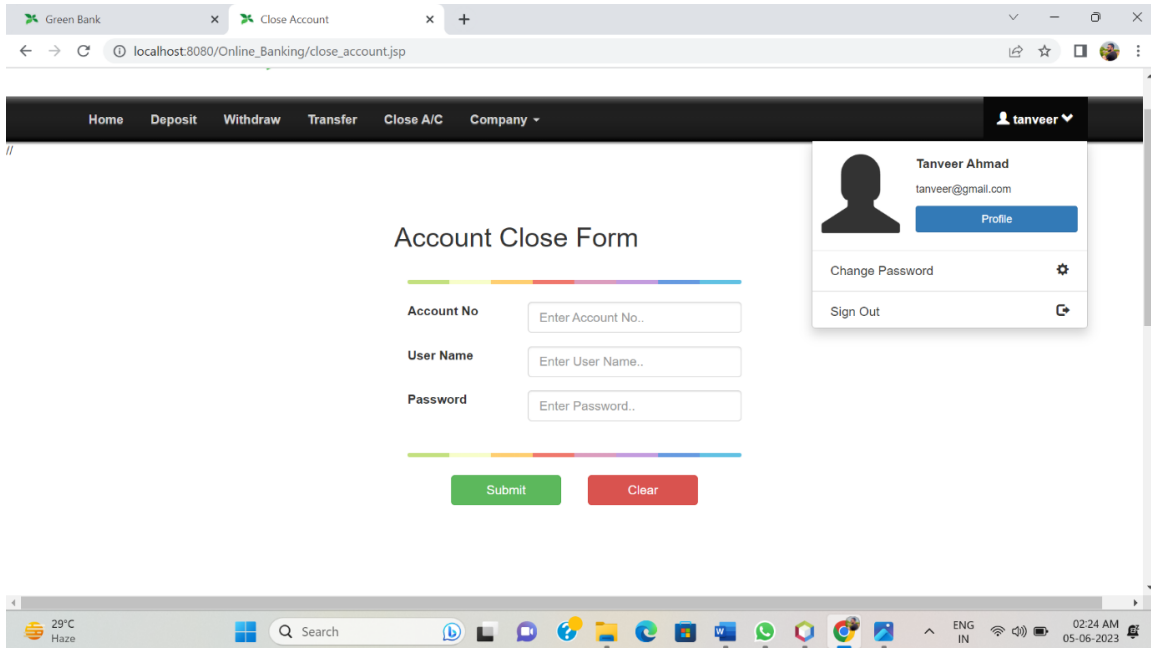 Green Bank
Close Account
localhost:8080/Online_Banking/close_account.jsp
Home Deposit Withdraw Transfer Close A/C Company tanveer
//
Tanveer Ahmad
tanveer@gmail.com
Profile
Change Password
Sign Out
Account Close Form
Account No Enter Account No..
User Name Enter User Name..
Password Enter Password..
Submit Clear
29°C
Haze
Search
ENG
IN
02:24 AM
05-06-2023